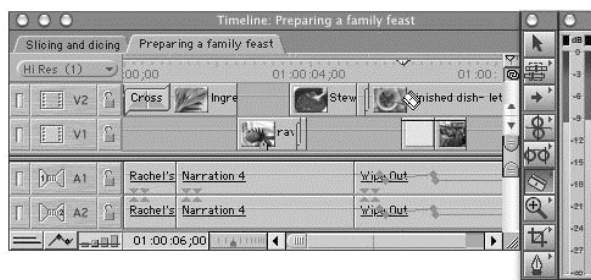 Timeline: Preparing a family feast
Slicing and dicing
Preparing a family feast
Hi Res (1)
00;00
01:00:04;00
01:00:
V2
Cross
Ingre
Stew
inished dish- let
V1
A1
Rachel's
Narration 4
Wipe Out
A2
Rachel's
Narration 4
Wipe Out
01:00:06;00
dB
0
-3
-6
-9
-12
-15
-18
-21
-24
-27
-∞